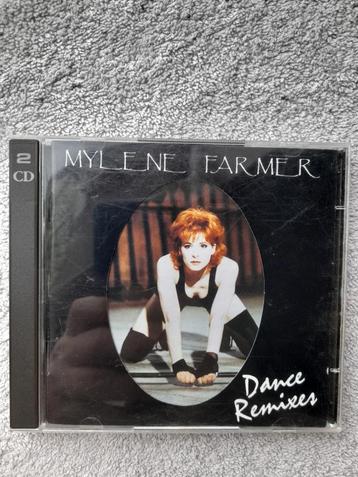 2
CD
MYLENE FARMER
Dance
Remixes